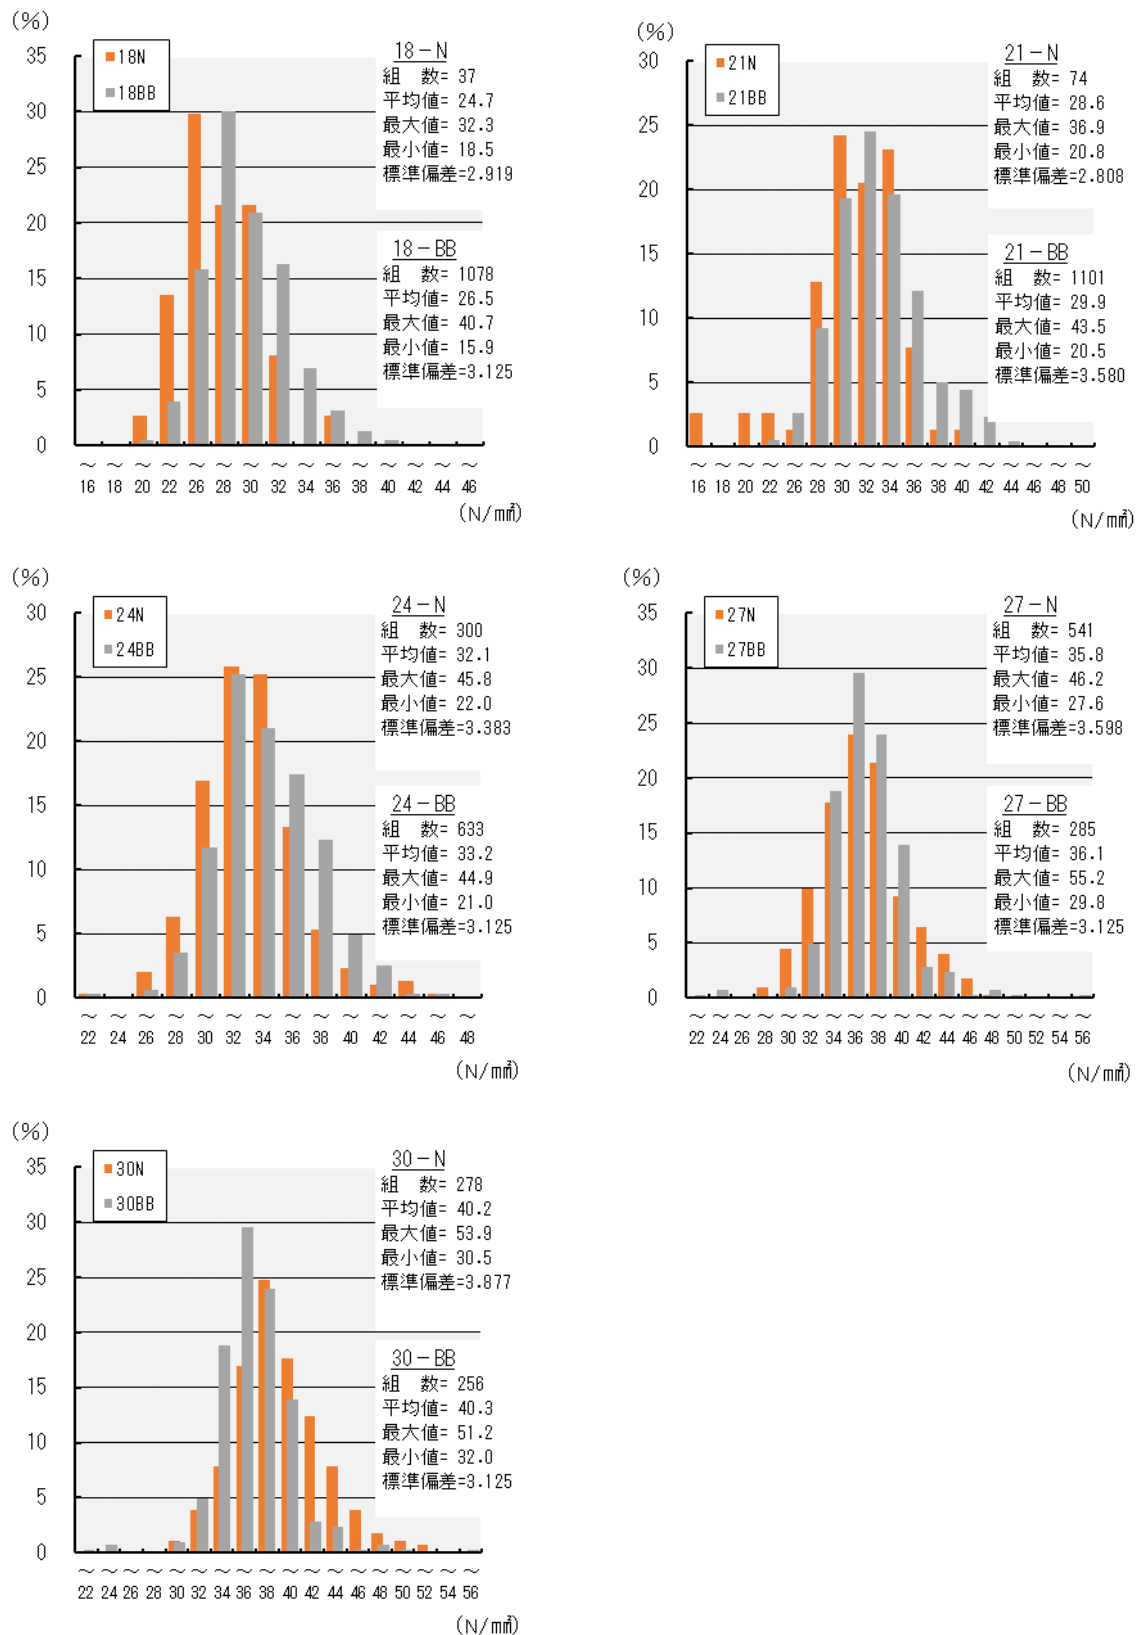 (%)
35
30
25
20
15
10
5
0
18N
18BB
18－N
組　数= 37
平均値= 24.7
最大値= 32.3
最小値= 18.5
標準偏差=2.919
18－BB
組　数= 1078
平均値= 26.5
最大値= 40.7
最小値= 15.9
標準偏差=3.125
～ ～ ～ ～ ～ ～ ～ ～ ～ ～ ～ ～ ～ ～
16 18 20 22 26 28 30 32 34 36 38 40 42 44 46
(N/m㎡)
(%)
30
25
20
15
10
5
0
21N
21BB
21－N
組　数= 74
平均値= 28.6
最大値= 36.9
最小値= 20.8
標準偏差=2.808
21－BB
組　数= 1101
平均値= 29.9
最大値= 43.5
最小値= 20.5
標準偏差=3.580
～ ～ ～ ～ ～ ～ ～ ～ ～ ～ ～ ～ ～ ～ ～ ～ ～
16 18 20 22 26 28 30 32 34 36 38 40 42 44 46 48 50
(N/m㎡)
(%)
30
25
20
15
10
5
0
24N
24BB
24－N
組　数= 300
平均値= 32.1
最大値= 45.8
最小値= 22.0
標準偏差=3.383
24－BB
組　数= 633
平均値= 33.2
最大値= 44.9
最小値= 21.0
標準偏差=3.125
～ ～ ～ ～ ～ ～ ～ ～ ～ ～ ～ ～ ～ ～
22 24 26 28 30 32 34 36 38 40 42 44 46 48
(N/m㎡)
(%)
35
30
25
20
15
10
5
0
27N
27BB
27－N
組　数= 541
平均値= 35.8
最大値= 46.2
最小値= 27.6
標準偏差=3.598
27－BB
組　数= 285
平均値= 36.1
最大値= 55.2
最小値= 29.8
標準偏差=3.125
～ ～ ～ ～ ～ ～ ～ ～ ～ ～ ～ ～ ～ ～ ～ ～ ～ ～
22 24 26 28 30 32 34 36 38 40 42 44 46 48 50 52 54 56
(N/m㎡)
(%)
35
30
25
20
15
10
5
0
30N
30BB
30－N
組　数= 278
平均値= 40.2
最大値= 53.9
最小値= 30.5
標準偏差=3.877
30－BB
組　数= 256
平均値= 40.3
最大値= 51.2
最小値= 32.0
標準偏差=3.125
～ ～ ～ ～ ～ ～ ～ ～ ～ ～ ～ ～ ～ ～ ～ ～ ～ ～
22 24 26 28 30 32 34 36 38 40 42 44 46 48 50 52 54 56
(N/m㎡)